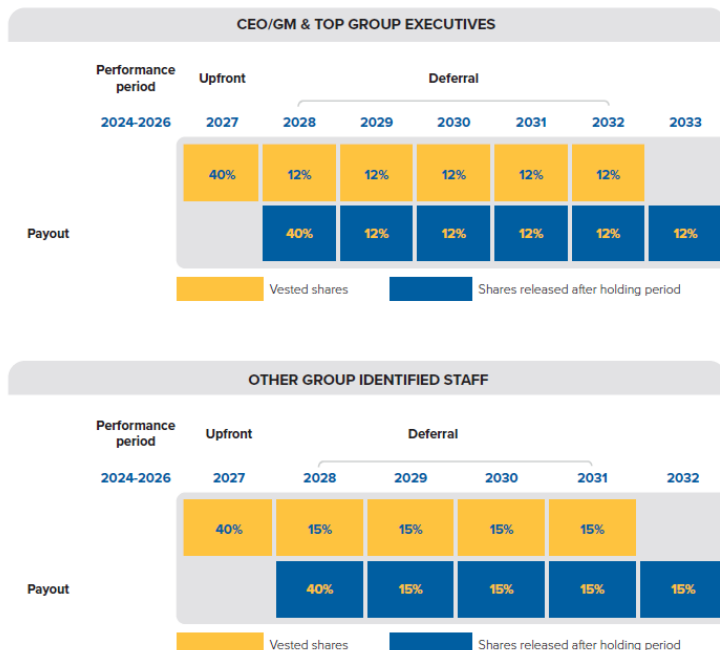 CEO/GM & TOP GROUP EXECUTIVES
Performance period Upfront Deferral
2024-2026 2027 2028 2029 2030 2031 2032 2033
40% 12% 12% 12% 12% 12%
Payout 40% 12% 12% 12% 12% 12%
Vested shares Shares released after holding period
OTHER GROUP IDENTIFIED STAFF
Performance period Upfront Deferral
2024-2026 2027 2028 2029 2030 2031 2032
40% 15% 15% 15% 15%
Payout 40% 15% 15% 15% 15%
Vested shares Shares released after holding period